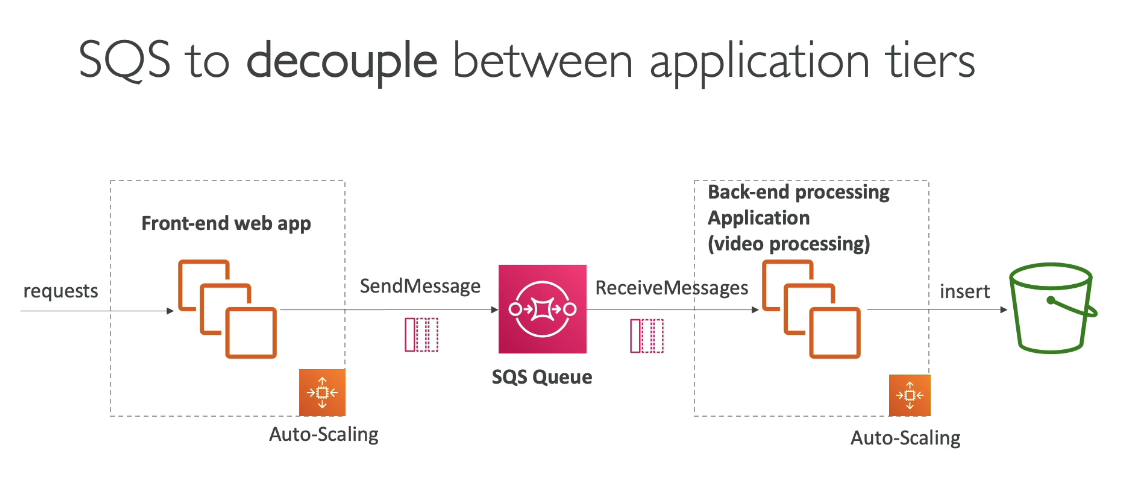 SQS to decouple between application tiers
Front-end web app
requests
SendMessage
SQS Queue
ReceiveMessages
Back-end processing
Application
(video processing)
insert
Auto-Scaling
Auto-Scaling